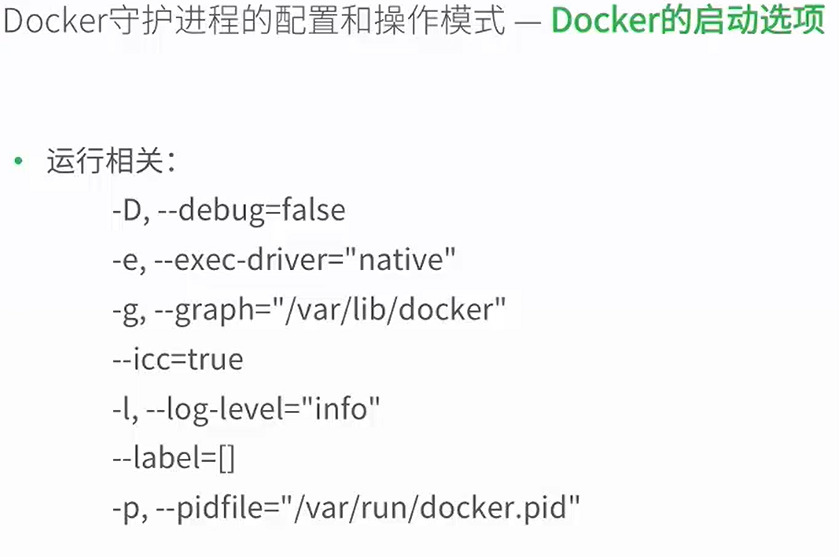 Docker守护进程的配置和操作模式 — Docker的启动选项
• 运行相关：
-D, --debug=false
-e, --exec-driver="native"
-g, --graph="/var/lib/docker"
--icc=true
-l, --log-level="info"
--label=[]
-p, --pidfile="/var/run/docker.pid"